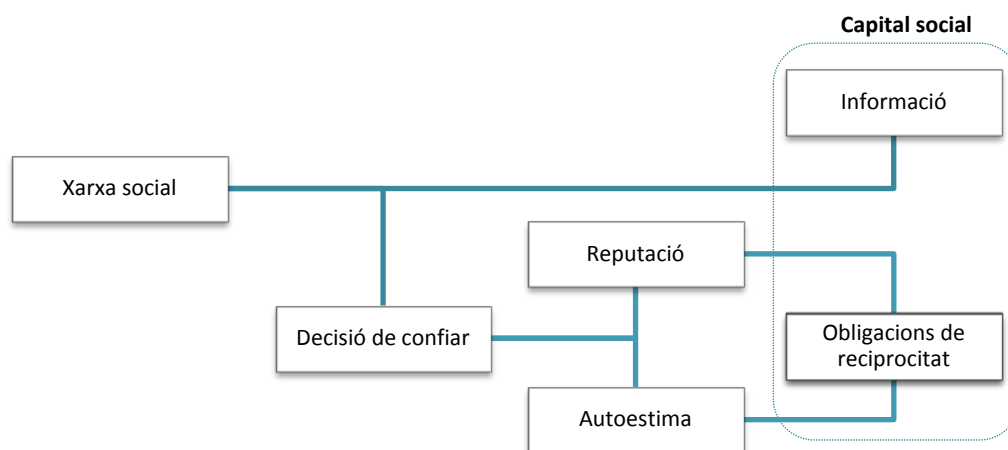 Capital social
Informació
Xarxa social
Reputació
Decisió de confiar
Obligacions de
reciprocitat
Autoestima